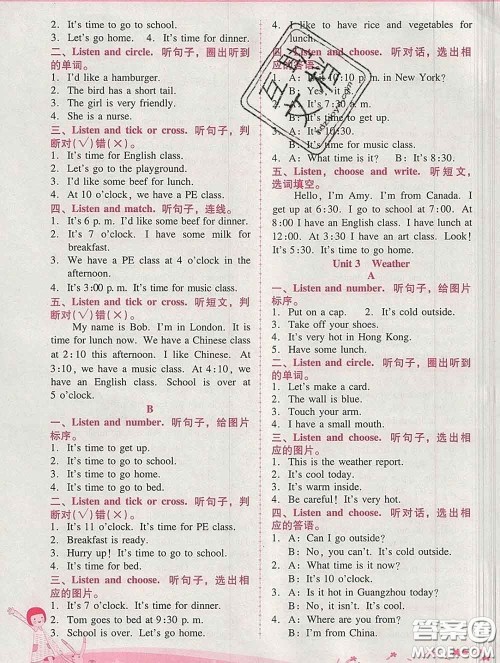 2. It's time to go to school.
3. Let's go home. 4. It's time for dinner.
二、Listen and circle. 听句子，圈出听到
的单词。
1. I'd like a hamburger.
2. The bird has a short tail.
3. The girl is very friendly.
4. She is a nurse.
三、Listen and tick or cross. 听句子，判
断对(√)错(×)。
1. It's time for English class.
2. Let's go to the playground.
3. I'd like some beef for lunch.
4. At 10 o'clock, we have a PE class.
四、Listen and match. 听句子，连线。
1. It's 6 p. m. I'd like some beef for dinner.
2. It's 7 o'clock. I have some milk for
breakfast.
3. We have a PE class at 4 o'clock in the
afternoon.
4. It's 3:00 p. m. It's time for music class.
五、Listen and tick or cross. 听短文，判
断对(√)错(×)。
My name is Bob. I'm in London. It's
time for lunch now. We have a Chinese class
at 2:10 this afternoon. I like Chinese. At
3:10, we have a music class. At 4:10, we
have an English class. School is over at
5 o'clock.
B
一、Listen and number. 听句子，给图片
标序。
1. It's time to get up.
2. It's time to go to school.
3. It's time to go to bed.
4. It's time to go home.
二、Listen and tick or cross. 听句子，判
断对(√)错(×)。
1. It's 11 o'clock. It's time for PE class.
2. Breakfast is ready.
3. Hurry up! It's time to go to school.
4. It's time for bed.
三、Listen and choose. 听句子，选出相应
的图片。
1. It's 7 o'clock. It's time for dinner.
2. Tom goes to bed at 9:30 p. m.
3. School is over. Let's go home.
4. I like to have rice and vegetables for
lunch.
四、Listen and choose. 听对话，选出相
应的答语。
1. A: 10 p. m. in New York?
B: Yes, it is.
2. A: It's 7 a. m.
B: It's time to get up.
3. A: It's 10:30.
B: It's time for music class.
4. A: What time is it? B: It's 8:30.
五、Listen, choose and write. 听短文，
选词填空。
Hello, I'm Amy. I'm from Canada. I
get up at 6:30. I go to school at 7:00. At
8:10, I have English class. I have lunch at
12:00. At 3:30 I have an art class. Look!
It's 5:30. It's time to go home.
Unit 3 Weather
A
一、Listen and number. 听句子，给图片
标序。
1. Put on a cap. 2. It's cold outside.
3. Take off your shoes.
4. It's very hot in Hong Kong.
5. Have some lunch.
二、Listen and circle. 听句子，圈出听到
的单词。
1. Let's make a card.
2. The wall is blue.
3. Touch your arm.
4. I have a small mouth.
三、Listen and choose. 听句子，选出相
应的图片。
1. This is the weather report.
2. It's cool today.
3. It's warm inside.
4. Be careful! It's very hot.
四、Listen and choose. 听对话，选出相
应的答语。
1. A: Can I go outside?
B: No, you can't. It's cold outside.
2. A: What time is it now?
B: It's 10 o'clock.
3. A: Is it hot in Guangzhou today?
B: No, it isn't. It's cold today.
4. A: Where are you from?
B: I'm from China.
答案圈
MXQE.COM